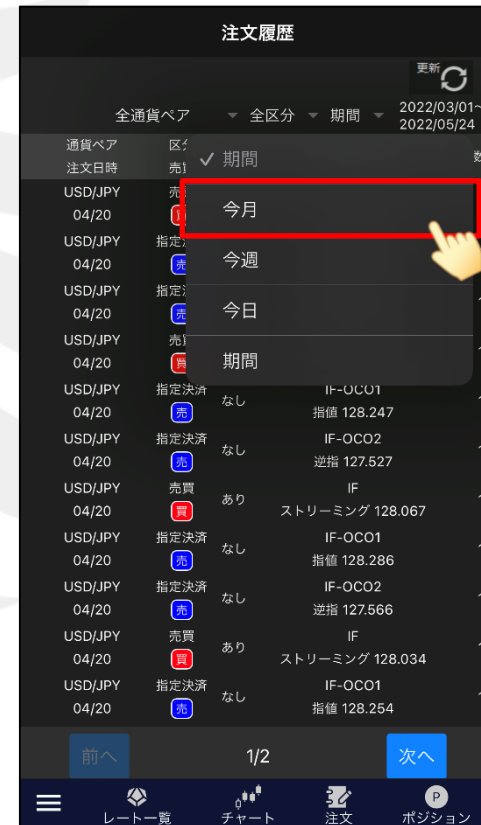 注文履歴
更新
全通貨ペア 全区分 期間 2022/03/01~
2022/05/24
通貨ペア 区分
注文日時 売 数
期間
今月
今週
今日
期間
USD/JPY 売
04/20 買
USD/JPY 指定
04/20 売
USD/JPY 指定
04/20 売
USD/JPY 売
04/20 買
USD/JPY 指定決済 なし IF-OCO1
04/20 売 指値 128.247
USD/JPY 指定決済 なし IF-OCO2
04/20 売 逆指 127.527
USD/JPY 売買 あり IF
04/20 買 ストリーミング 128.067
USD/JPY 指定決済 なし IF-OCO1
04/20 売 指値 128.286
USD/JPY 指定決済 なし IF-OCO2
04/20 売 逆指 127.566
USD/JPY 売買 あり IF
04/20 買 ストリーミング 128.034
USD/JPY 指定決済 なし IF-OCO1
04/20 売 指値 128.254
前へ 1/2 次へ
レート一覧 チャート 注文 P ポジション